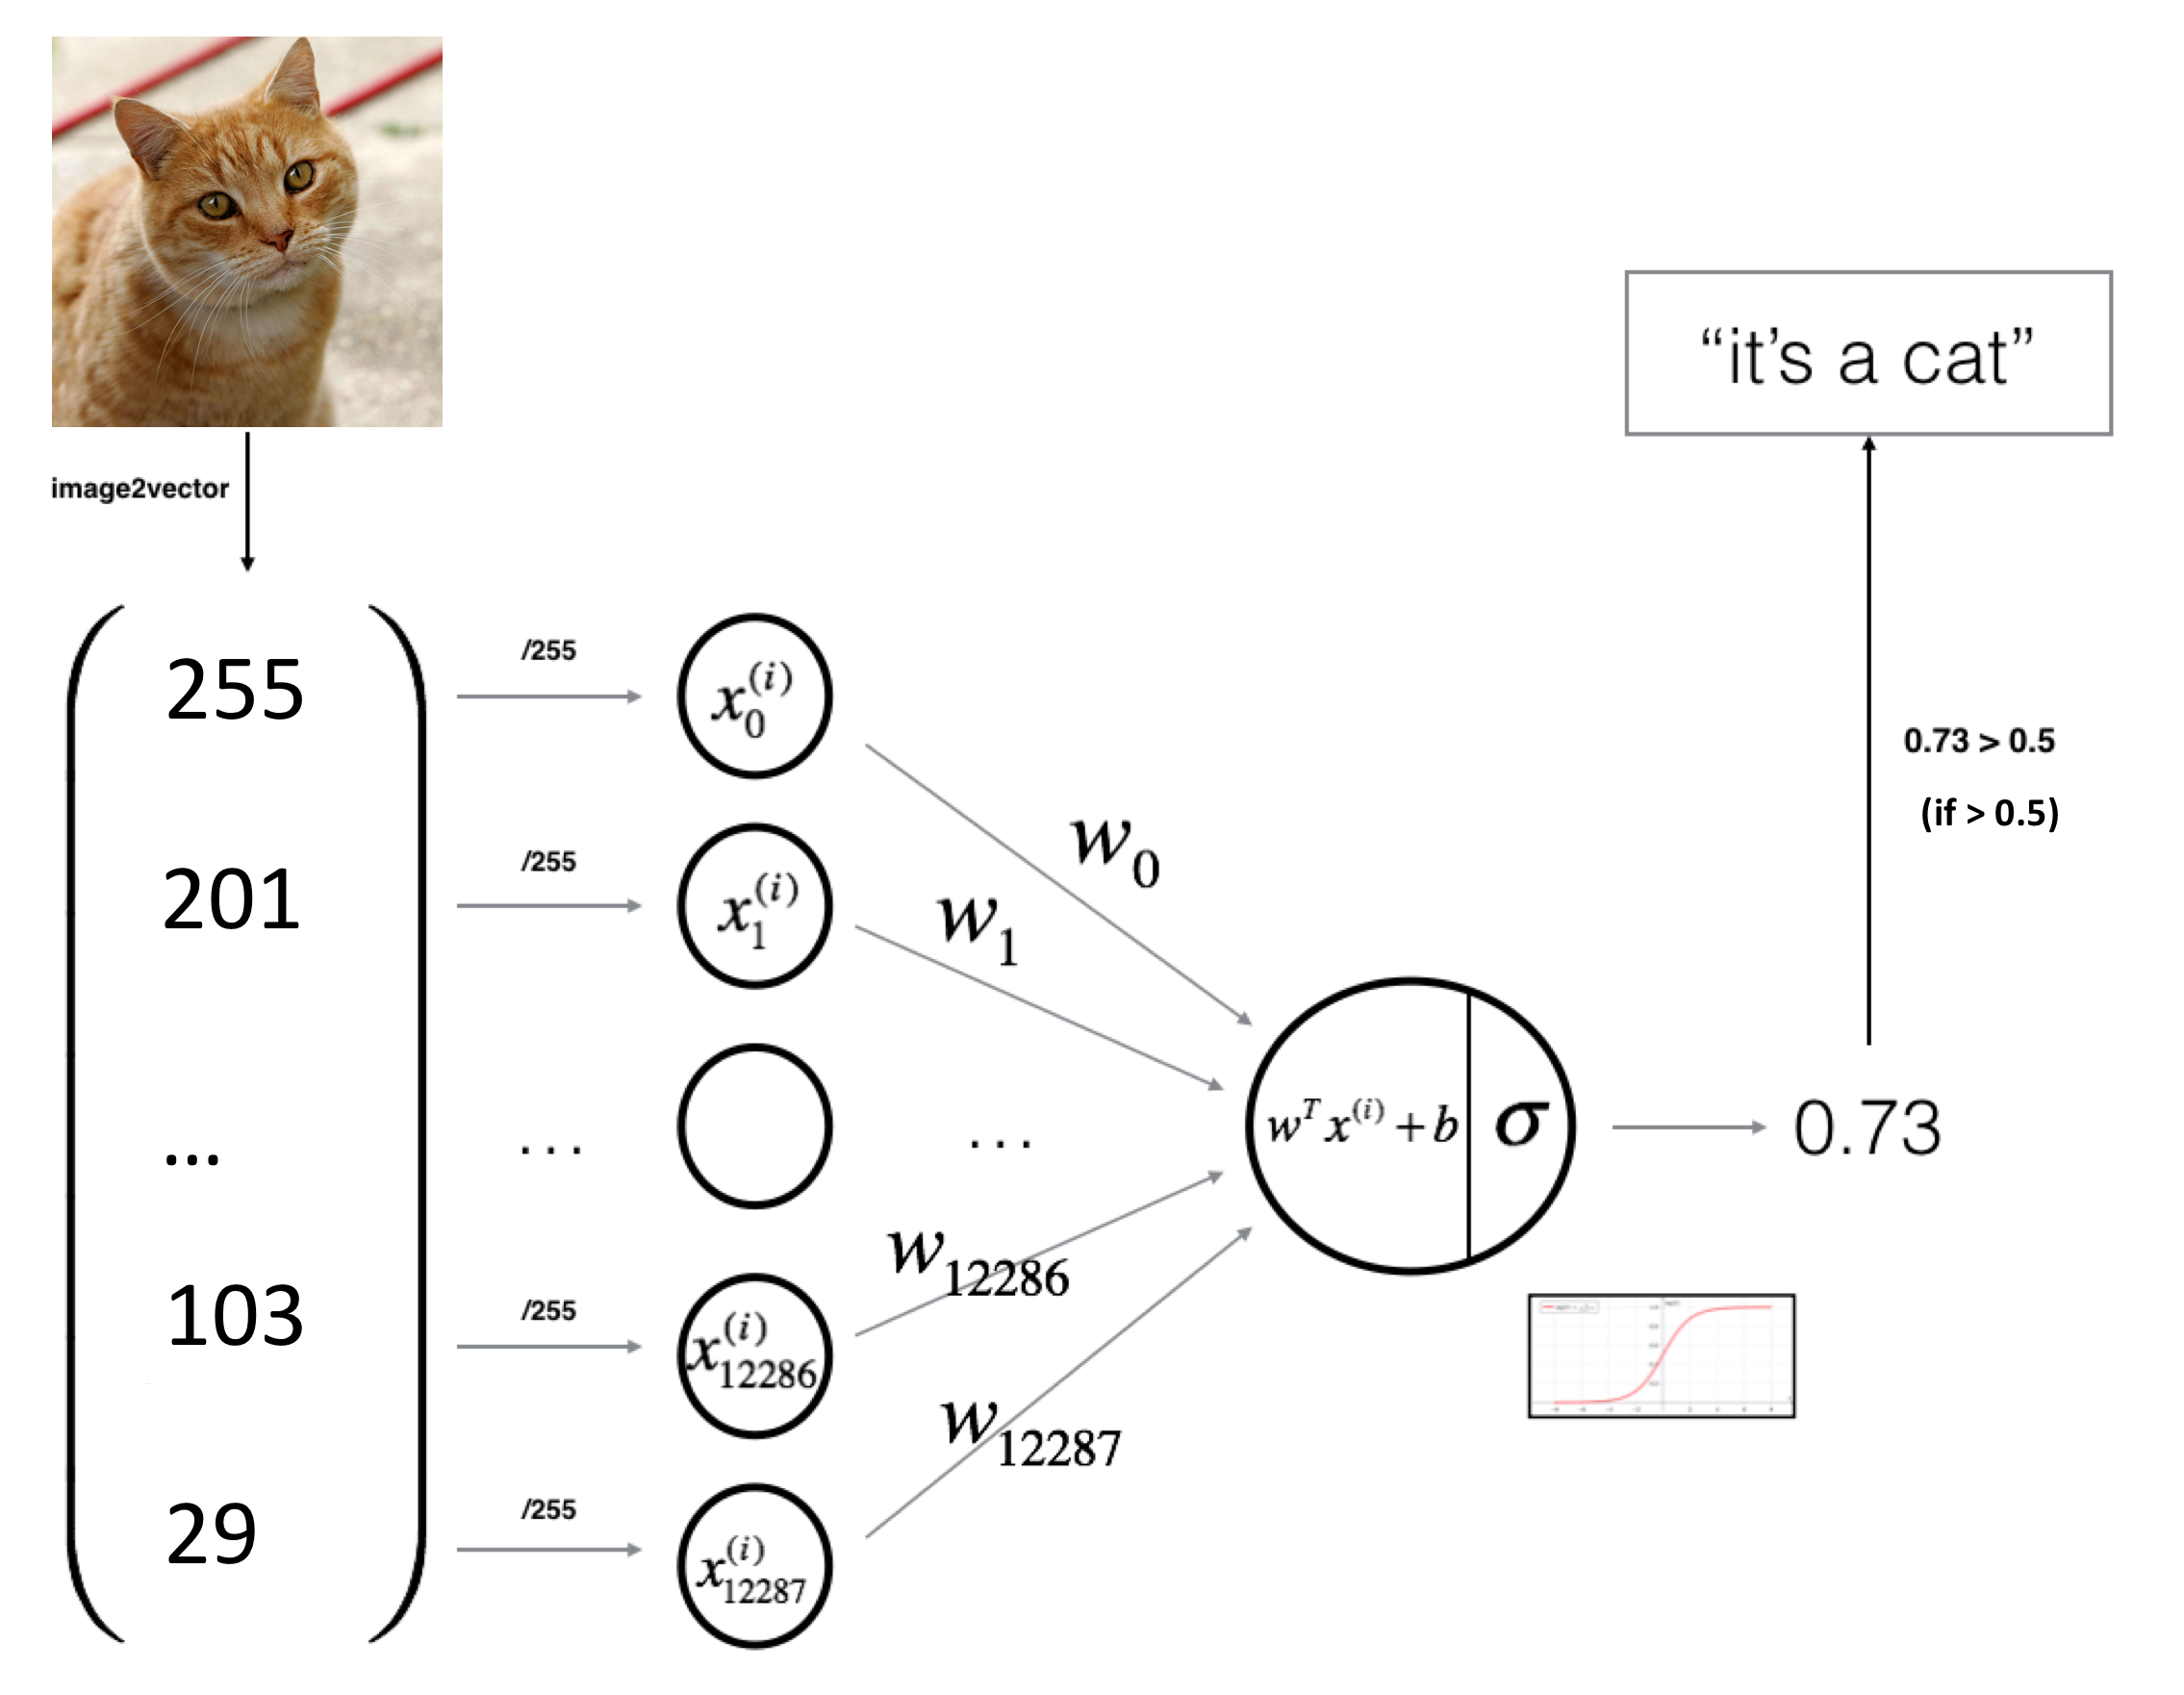 “it’s a cat”
image2vector
255
/255
x_0^{(i)}
w_0
0.73 > 0.5
(if > 0.5)
201
/255
x_1^{(i)}
w_1
...
...
...
w^T x^{(i)} + b
σ
0.73
103
/255
x_{12286}^{(i)}
w_{12286}
29
/255
x_{12287}^{(i)}
w_{12287}